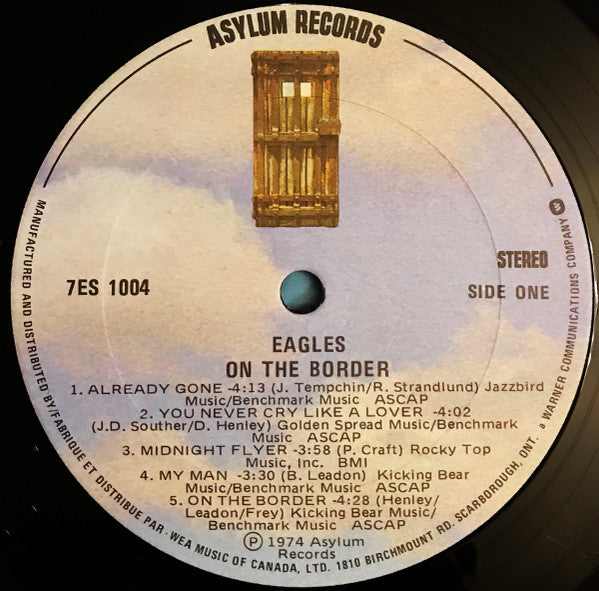 ASYLUM RECORDS
7ES 1004
STEREO
SIDE ONE
EAGLES
ON THE BORDER
1. ALREADY GONE -4:13 (J. Tempchin/R. Strandlund) Jazzbird
Music/Benchmark Music ASCAP
2. YOU NEVER CRY LIKE A LOVER -4:02
(J.D. Souther/D. Henley) Golden Spread Music/Benchmark
Music ASCAP
3. MIDNIGHT FLYER -3:58 (P. Craft) Rocky Top
Music, Inc. BMI
4. MY MAN -3:30 (B. Leadon) Kicking Bear
Music/Benchmark Music ASCAP
5. ON THE BORDER -4:28 (Henley/
Leadon/Frey) Kicking Bear Music/
Benchmark Music ASCAP
Ⓟ 1974 Asylum
Records
MANUFACTURED AND DISTRIBUTED BY/FABRIQUE ET DISTRIBUE PAR - WEA MUSIC OF CANADA, LTD. 1810 BIRCHMOUNT RD. SCARBOROUGH, ONT. a WARNER COMMUNICATIONS COMPANY